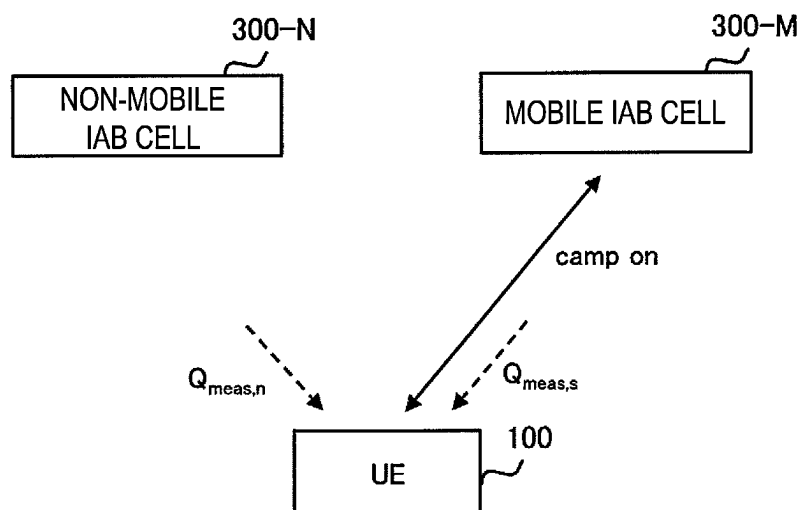 300-N
300-M
NON-MOBILE
IAB CELL
MOBILE IAB CELL
camp on
Qmeas,n
Qmeas,s
100
UE